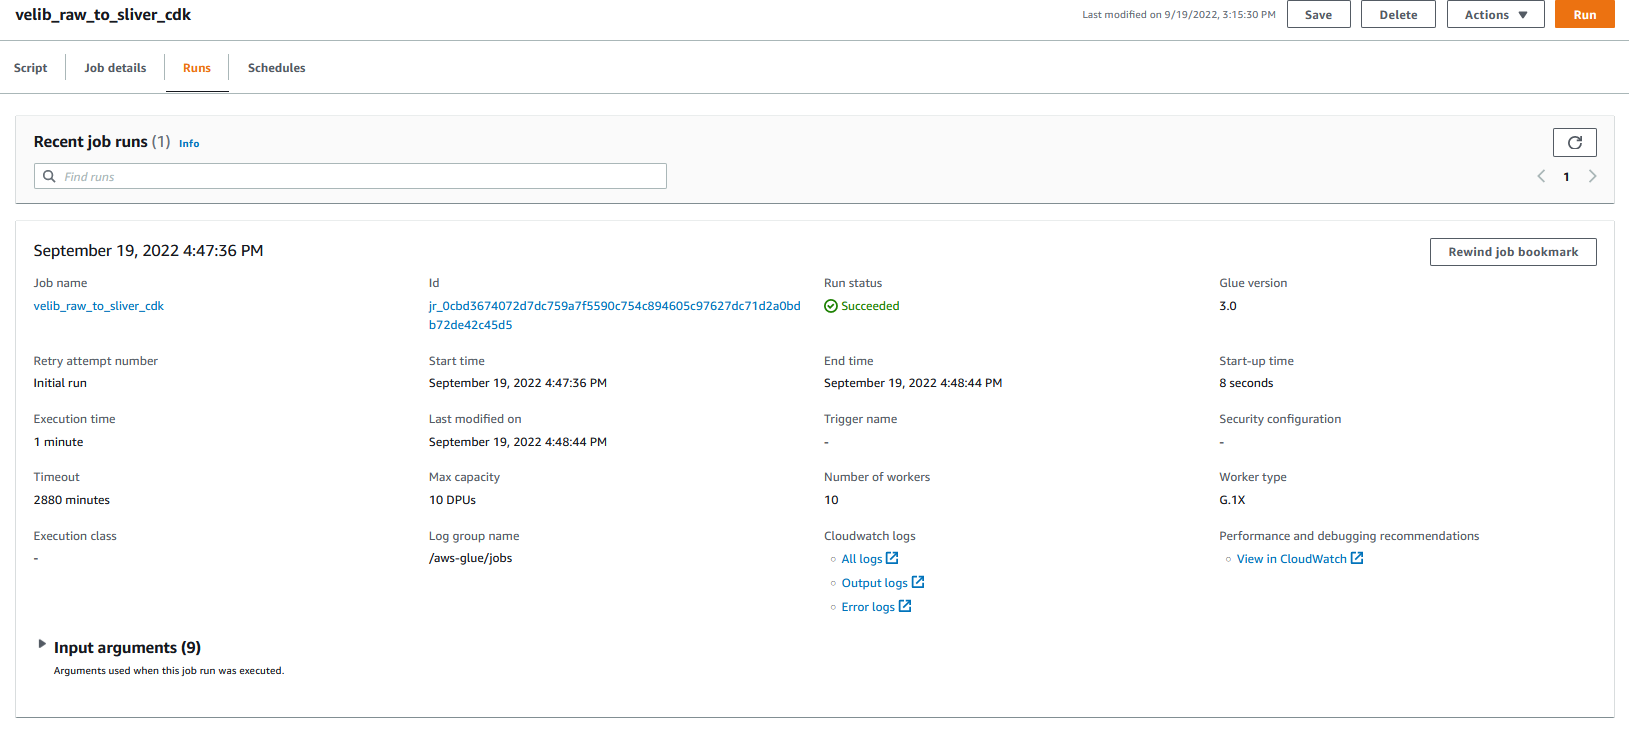 velib_raw_to_sliver_cdk
Last modified on 9/19/2022, 3:15:30 PM
Save
Delete
Actions
Run
Script
Job details
Runs
Schedules
Recent job runs (1) Info
Find runs
1
September 19, 2022 4:47:36 PM
Rewind job bookmark
Job name
velib_raw_to_sliver_cdk
Id
jr_0cbd3674072d7dc759a7f5590c754c894605c97627dc71d2a0bd
b72de42c45d5
Run status
Succeeded
Glue version
3.0
Retry attempt number
Initial run
Start time
September 19, 2022 4:47:36 PM
End time
September 19, 2022 4:48:44 PM
Start-up time
8 seconds
Execution time
1 minute
Last modified on
September 19, 2022 4:48:44 PM
Trigger name
-
Security configuration
-
Timeout
2880 minutes
Max capacity
10 DPUs
Number of workers
10
Worker type
G.1X
Execution class
-
Log group name
/aws-glue/jobs
Cloudwatch logs
All logs
Output logs
Error logs
Performance and debugging recommendations
View in CloudWatch
Input arguments (9)
Arguments used when this job run was executed.